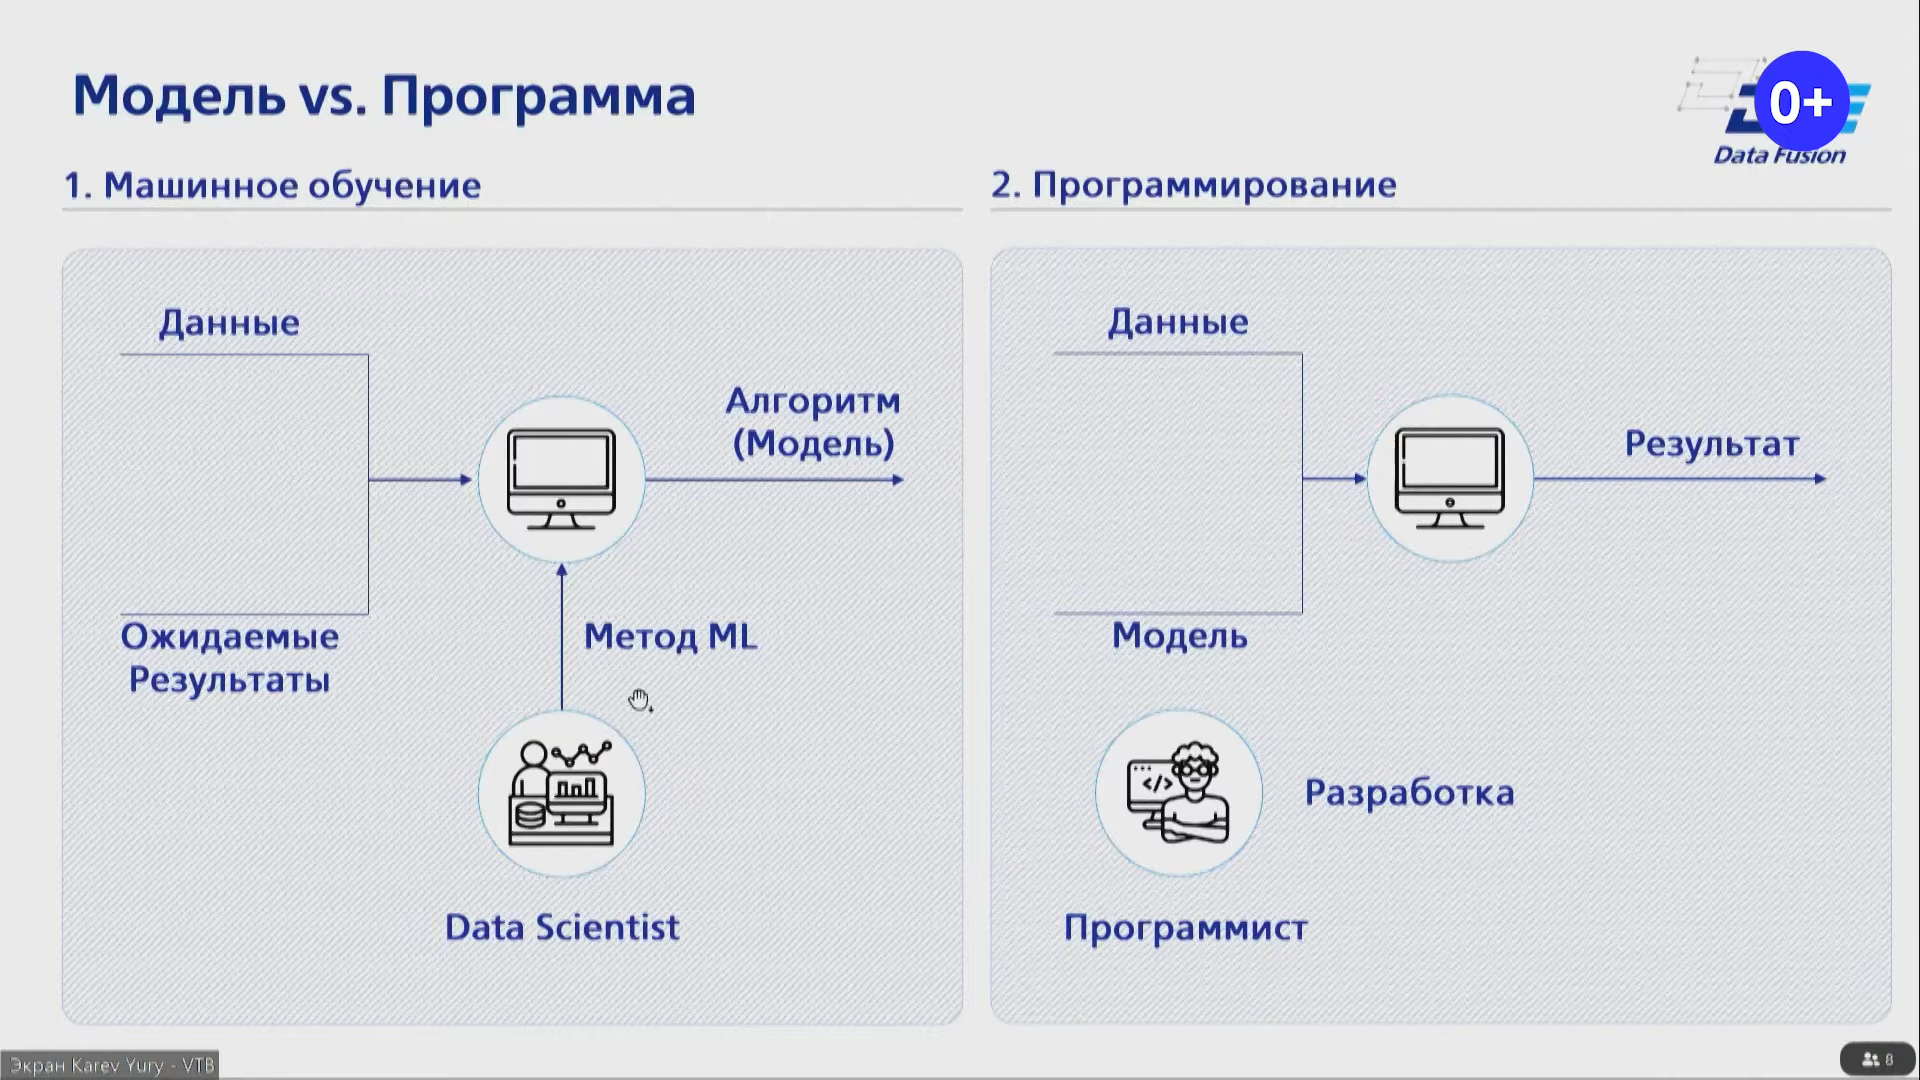 Модель vs. Программа
0+
Data Fusion
1. Машинное обучение
2. Программирование
Данные
Алгоритм
(Модель)
Ожидаемые
Результаты
Метод ML
Data Scientist
Данные
Результат
Модель
</>
Разработка
Программист
Экран Karev Yury - VTB
8